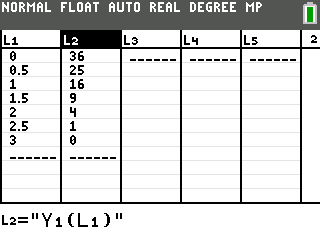 NORMAL FLOAT AUTO REAL DEGREE MP
L1 L2 L3 L4 L5 2
0 36 ------ ------ ------
0.5 25
1 16
1.5 9
2 4
2.5 1
3 0
------ ------
L2="Y1(L1)"